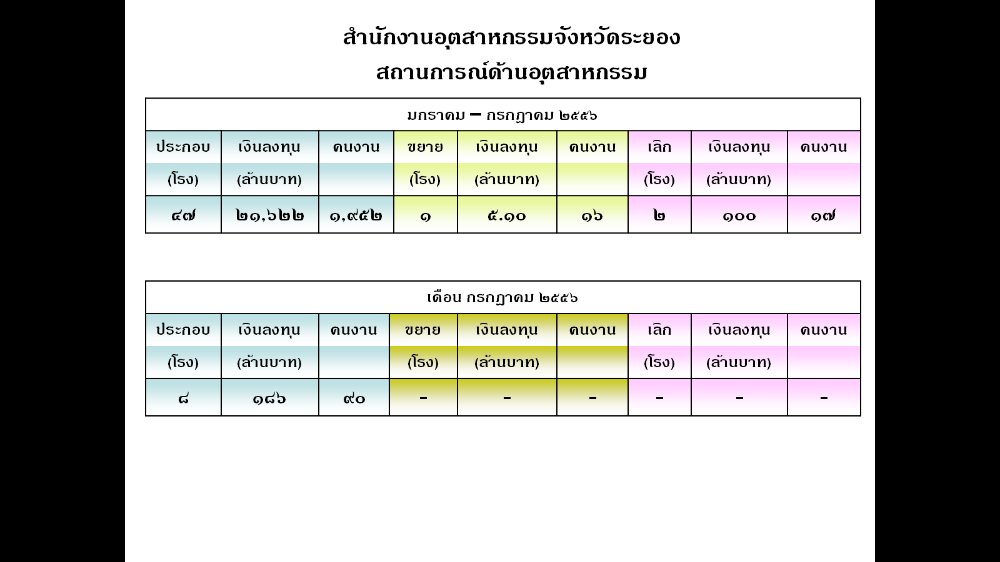 สำนักงานอุตสาหกรรมจังหวัดระยอง
สถานการณ์ด้านอุตสาหกรรม
มกราคม – กรกฎาคม ๒๕๕๖
ประกอบ เงินลงทุน คนงาน ขยาย เงินลงทุน คนงาน เลิก เงินลงทุน คนงาน
(โรง) (ล้านบาท) (โรง) (ล้านบาท) (โรง) (ล้านบาท)
๔๗ ๒๑,๖๒๒ ๑,๙๕๒ ๑ ๕.๑๐ ๑๖ ๒ ๑๐๐ ๑๗
เดือน กรกฎาคม ๒๕๕๖
ประกอบ เงินลงทุน คนงาน ขยาย เงินลงทุน คนงาน เลิก เงินลงทุน คนงาน
(โรง) (ล้านบาท) (โรง) (ล้านบาท) (โรง) (ล้านบาท)
๘ ๑๘๖ ๙๐ - - - - - -